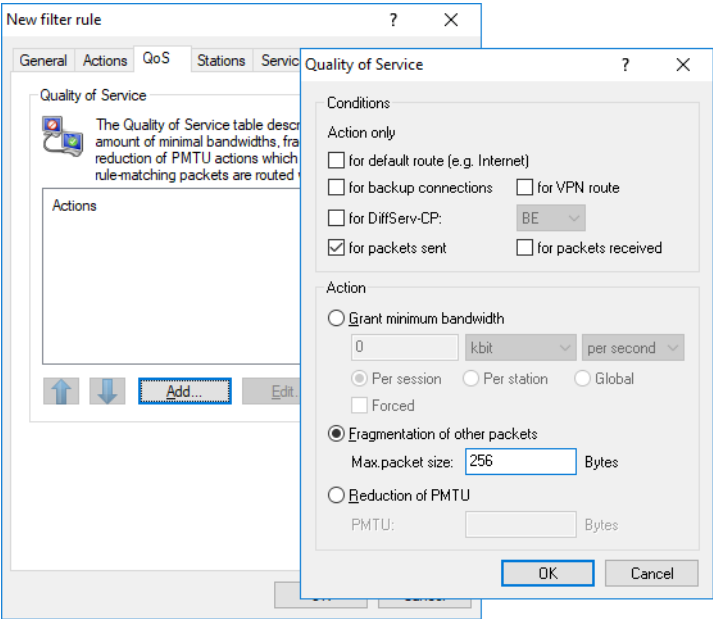 New filter rule ? ×
General Actions QoS Stations Servic
Quality of Service
The Quality of Service table descr
amount of minimal bandwidths, fra
reduction of PMTU actions which
rule-matching packets are routed
Actions
Add...
Edit.
Quality of Service ? ×
Conditions
Action only
for default route (e.g. Internet)
for backup connections for VPN route
for DiffServ-CP: BE
for packets sent for packets received
Action
Grant minimum bandwidth
0 kbit per second
Per session Per station Global
Forced
Fragmentation of other packets
Max.packet size: 256 Bytes
Reduction of PMTU
PMTU: Bytes
OK Cancel